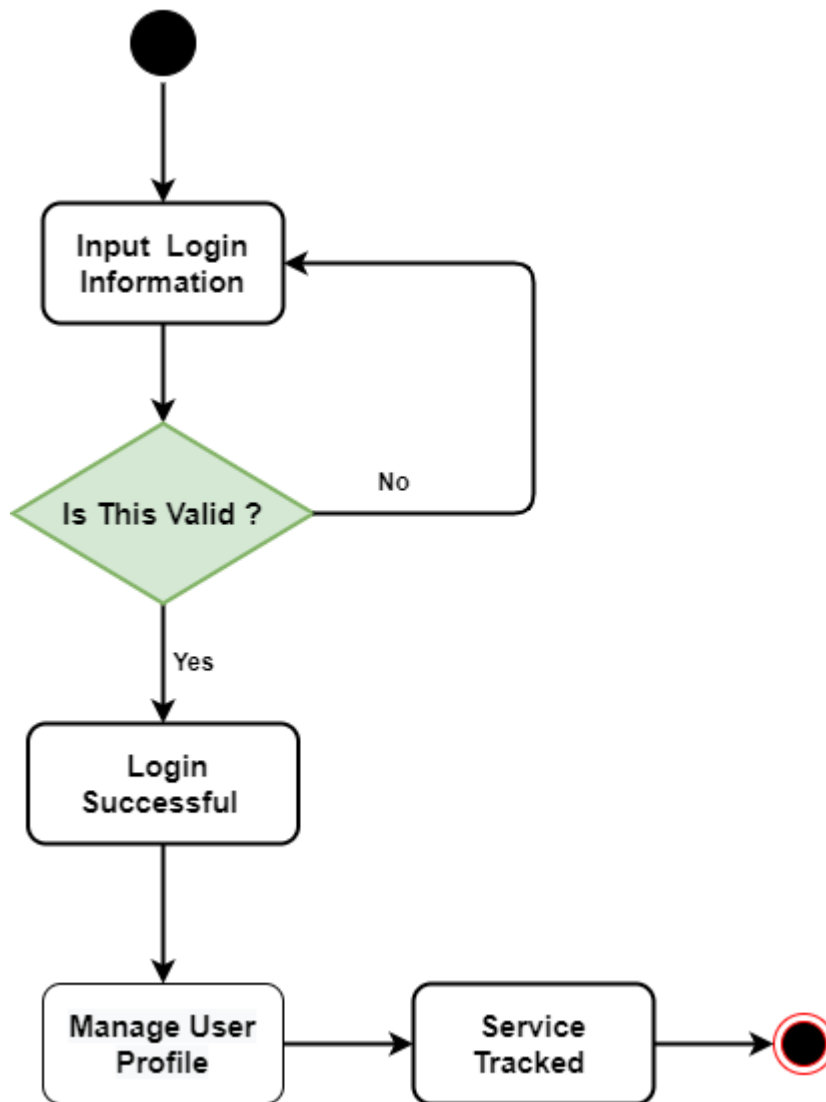 Input Login
Information
Is This Valid ?
No
Yes
Login
Successful
Manage User
Profile
Service
Tracked